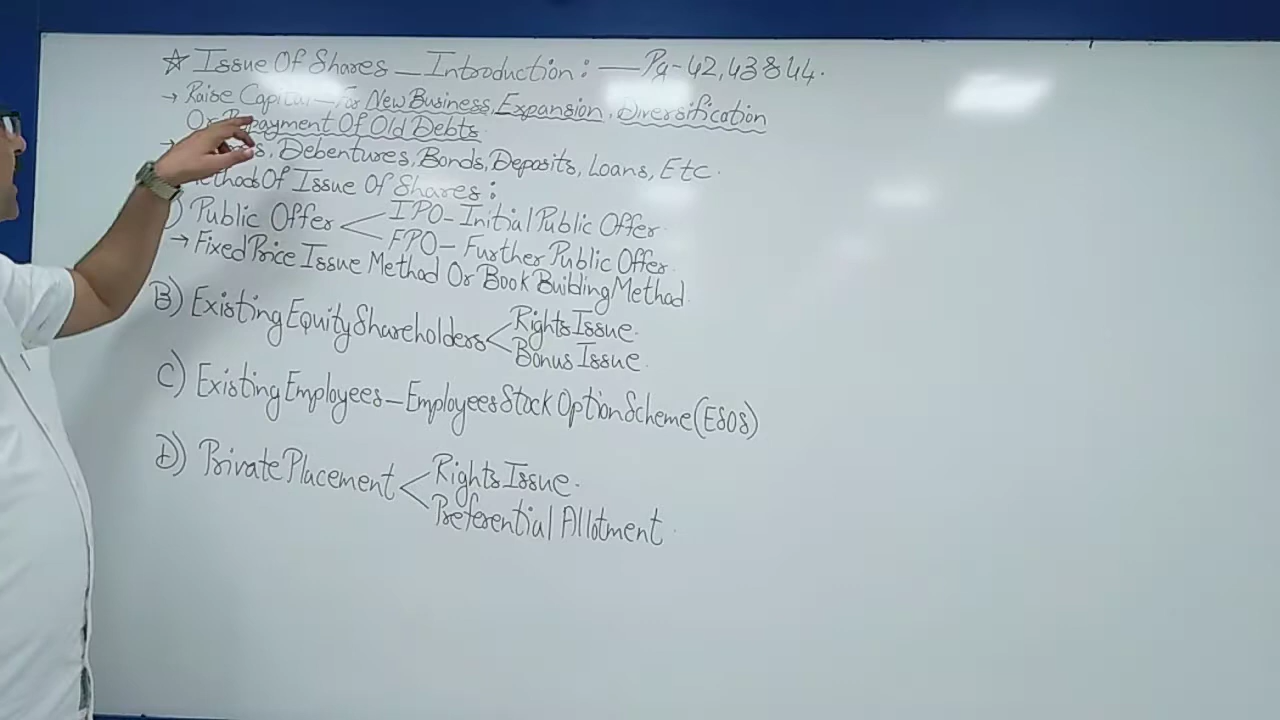 ☆ Issue Of Shares — Introduction : — Pg-42,43&44.
→ Raise Capital — For New Business, Expansion, Diversification
Or Repayment Of Old Debts
→ , Debentures, Bonds, Deposits, Loans, Etc.
Methods Of Issue Of Shares :
) Public Offer < IPO – Initial Public Offer.
FPO – Further Public Offer.
→ Fixed Price Issue Method Or Book Building Method.
B) Existing Equity Shareholders < Rights Issue.
Bonus Issue.
C) Existing Employees – Employees Stock Option Scheme (ESOS)
D) Private Placement < Rights Issue.
Preferential Allotment.